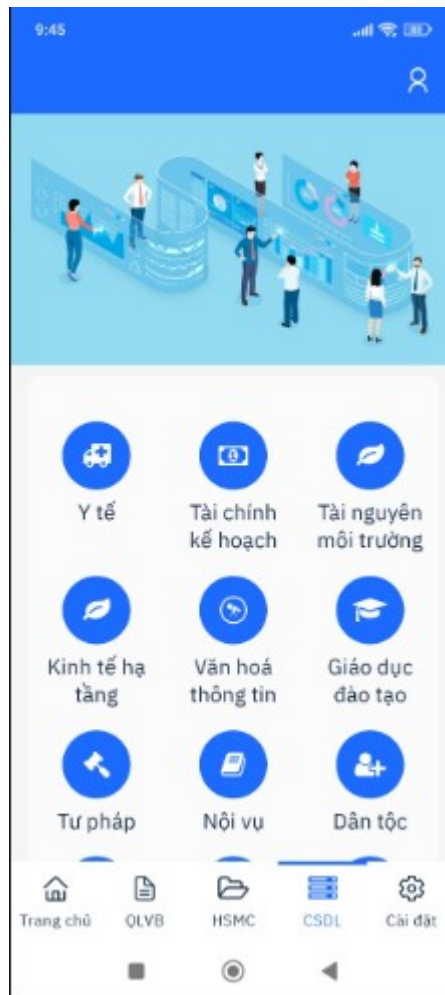 9:45
Y tế
Tài chính
kế hoạch
Tài nguyên
môi trường
Kinh tế hạ
tầng
Văn hoá
thông tin
Giáo dục
đào tạo
Tư pháp
Nội vụ
Dân tộc
Trang chủ
QLVB
HSMC
CSDL
Cài đặt